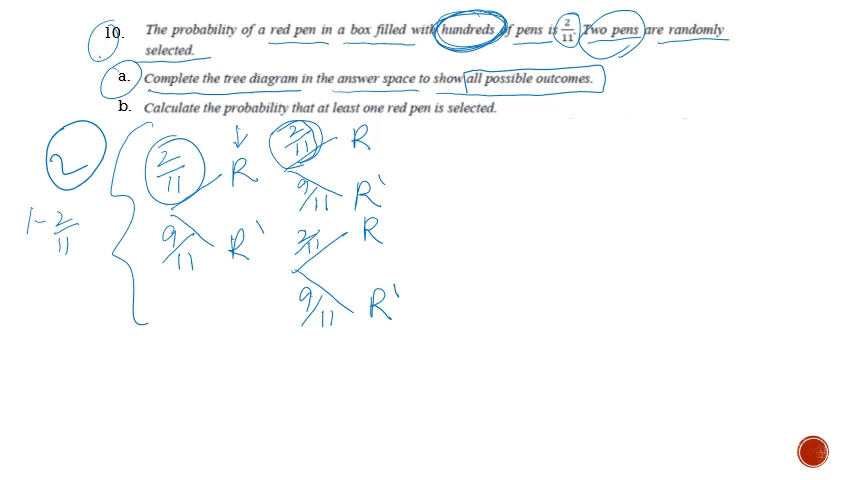 10. The probability of a red pen in a box filled with hundreds of pens is 2/11. Two pens are randomly
selected.
a. Complete the tree diagram in the answer space to show all possible outcomes.
b. Calculate the probability that at least one red pen is selected.
2/11 R
2
2/11 R
9/11 R'
1 - 2/11
9/11 R'
2/11 R
9/11 R'